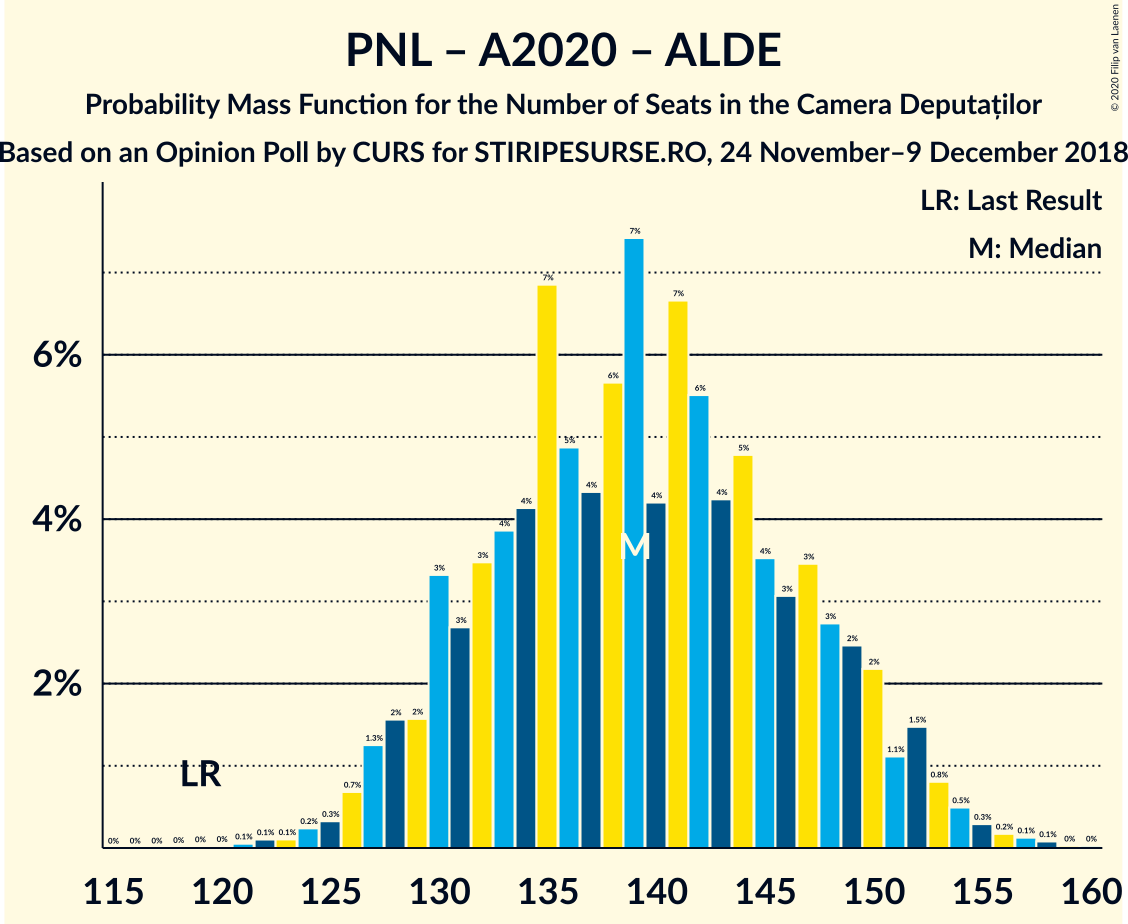 PNL – A2020 – ALDE
Probability Mass Function for the Number of Seats in the Camera Deputaților
Based on an Opinion Poll by CURS for STIRIPESURSE.RO, 24 November–9 December 2018
© 2020 Filip van Laenen
LR: Last Result
M: Median
6%
4%
2%
0% 0% 0% 0% 0% 0% 0.1% 0.1% 0.1% 0.2% 0.3% 0.7% 1.3% 2% 2% 3% 3% 3% 4% 4% 7% 5% 4% 6% 7% 4% 7% 6% 4% 5% 4% 3% 3% 3% 2% 2% 1.1% 1.5% 0.8% 0.5% 0.3% 0.2% 0.1% 0.1% 0% 0%
M
LR
115 120 125 130 135 140 145 150 155 160